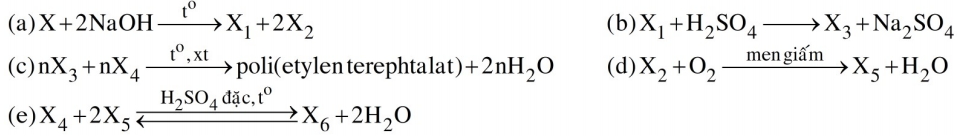 (a) X + 2NaOH —t°→ X₁ + 2X₂
(b) X₁ + H₂SO₄ ⟶ X₃ + Na₂SO₄
(c) nX₃ + nX₄ —t°, xt→ poli(etylen terephtalat) + 2nH₂O
(d) X₂ + O₂ —men giấm→ X₅ + H₂O
(e) X₄ + 2X₅ ⇌ (H₂SO₄ đặc, t°) X₆ + 2H₂O